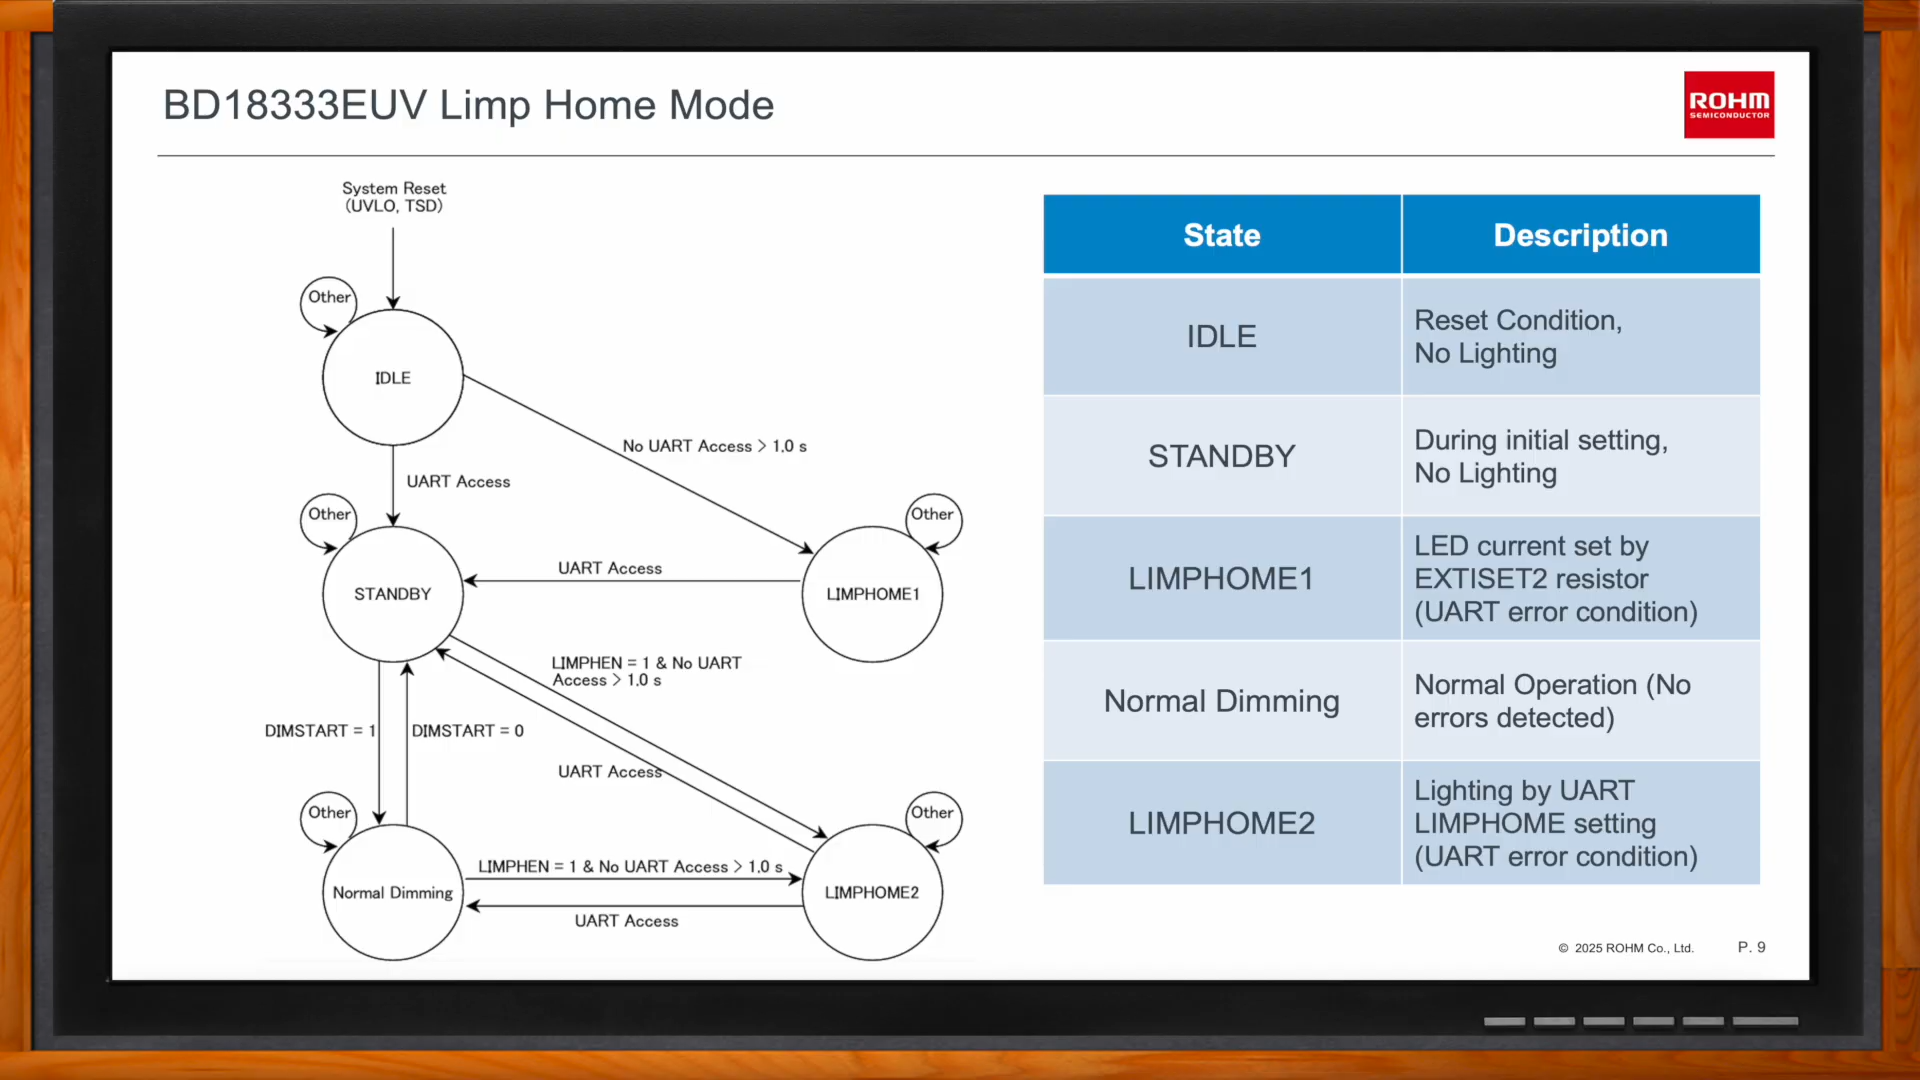 BD18333EUV Limp Home Mode
ROHM
SEMICONDUCTOR
System Reset
(UVLO, TSD)
Other
IDLE
No UART Access > 1.0 s
UART Access
Other
STANDBY
UART Access
Other
LIMPHOME1
LIMPHEN = 1 & No UART
Access > 1.0 s
DIMSTART = 1
DIMSTART = 0
UART Access
Other
Normal Dimming
LIMPHEN = 1 & No UART Access > 1.0 s
UART Access
Other
LIMPHOME2
State
Description
IDLE
Reset Condition,
No Lighting
STANDBY
During initial setting,
No Lighting
LIMPHOME1
LED current set by
EXTISET2 resistor
(UART error condition)
Normal Dimming
Normal Operation (No
errors detected)
LIMPHOME2
Lighting by UART
LIMPHOME setting
(UART error condition)
© 2025 ROHM Co., Ltd.
P. 9